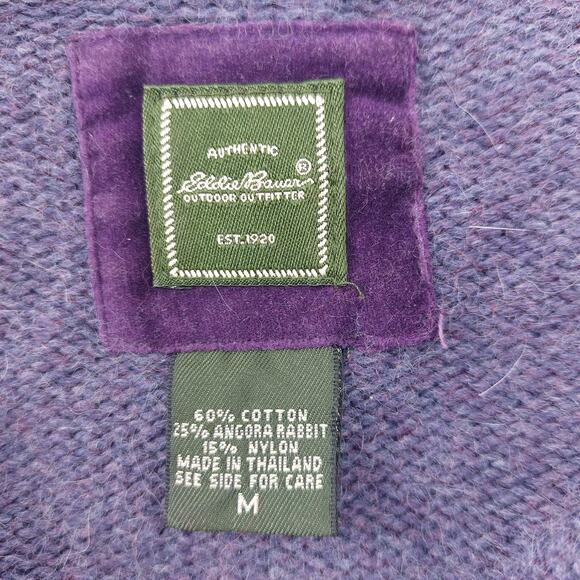 AUTHENTIC
Eddie Bauer ®
OUTDOOR OUTFITTER
EST. 1920
60% COTTON
25% ANGORA RABBIT
15% NYLON
MADE IN THAILAND
SEE SIDE FOR CARE
M